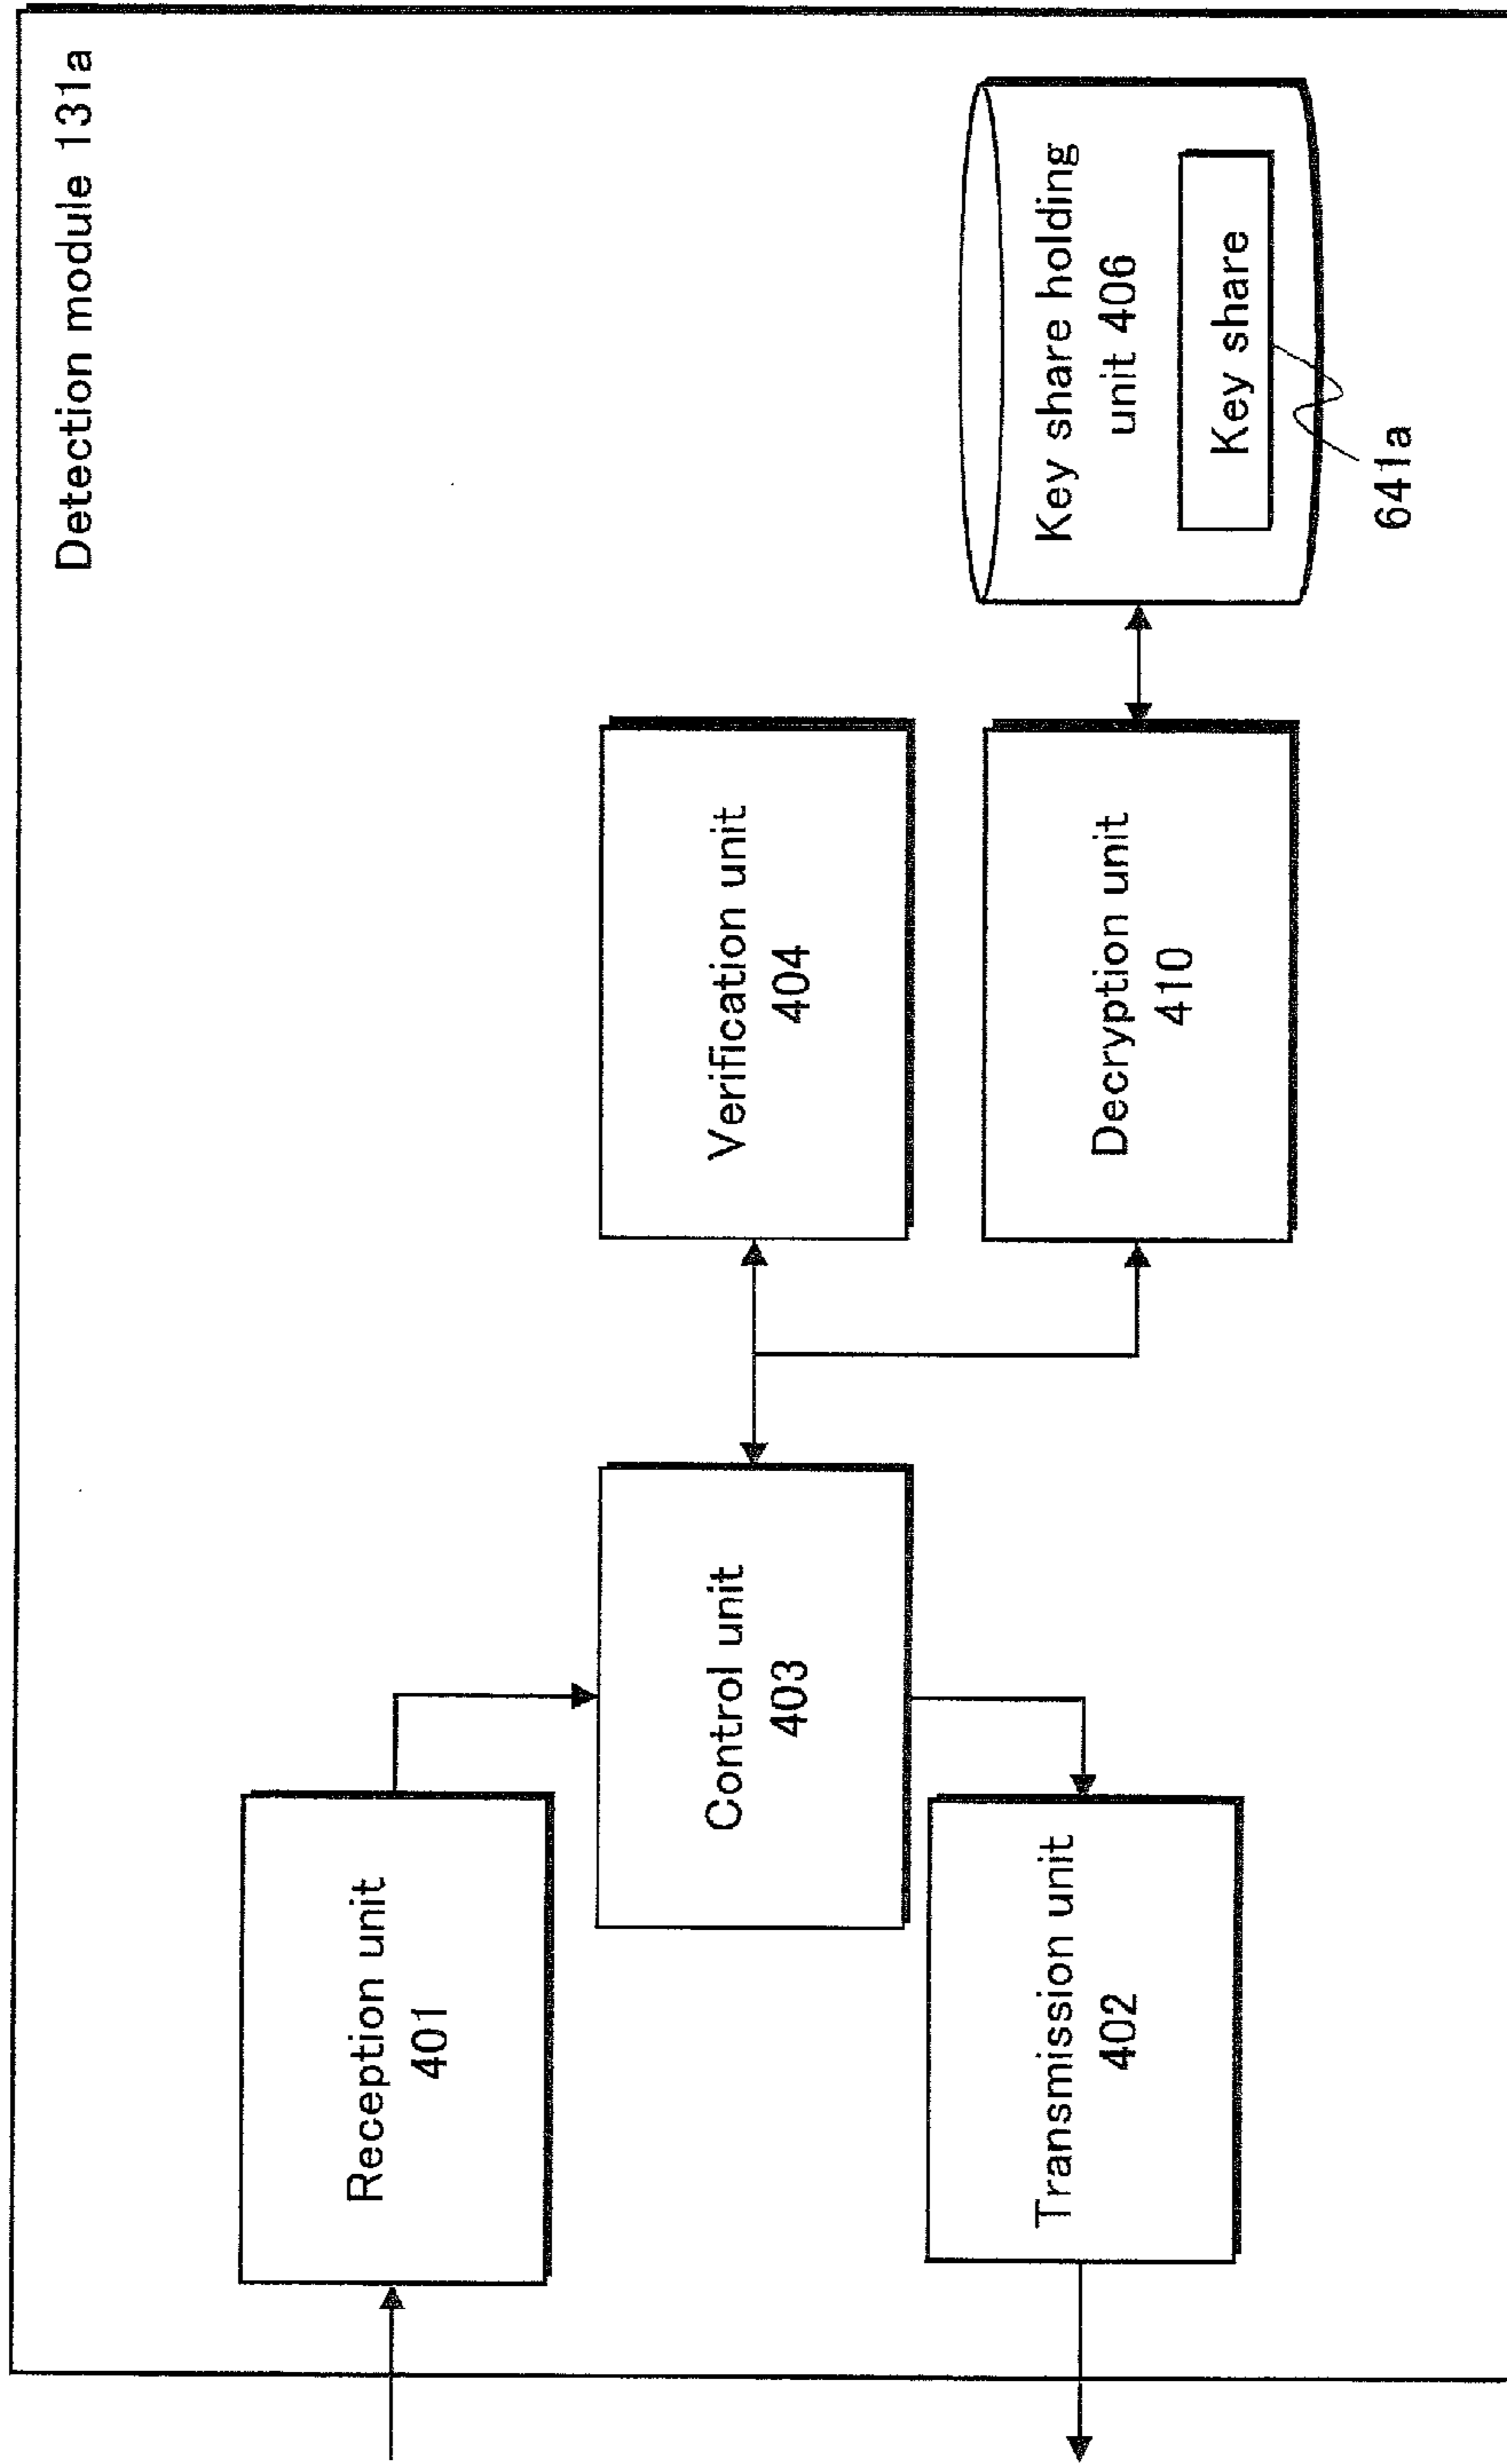 Detection module 131a
Reception unit
401
Control unit
403
Transmission unit
402
Verification unit
404
Decryption unit
410
Key share holding
unit 406
Key share
641a